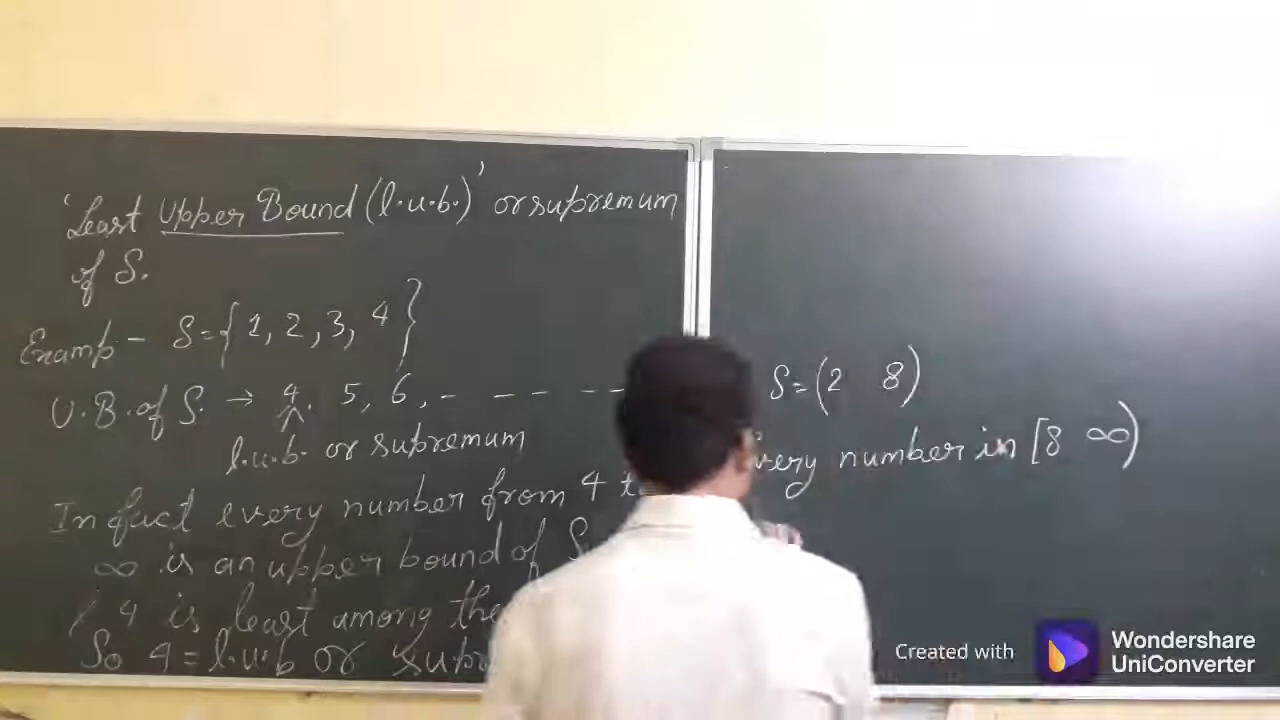 'Least Upper Bound (l.u.b.)' or supremum
of S.
Examp – S = { 1, 2, 3, 4 }
U.B. of S. → 4, 5, 6, - - - - -
l.u.b. or supremum
In fact every number from 4 t
∞ is an upper bound of S
4 is least among the
So 4 = l.u.b or supr
S = (2 8)
very number in [8 ∞)
Created with Wondershare UniConverter